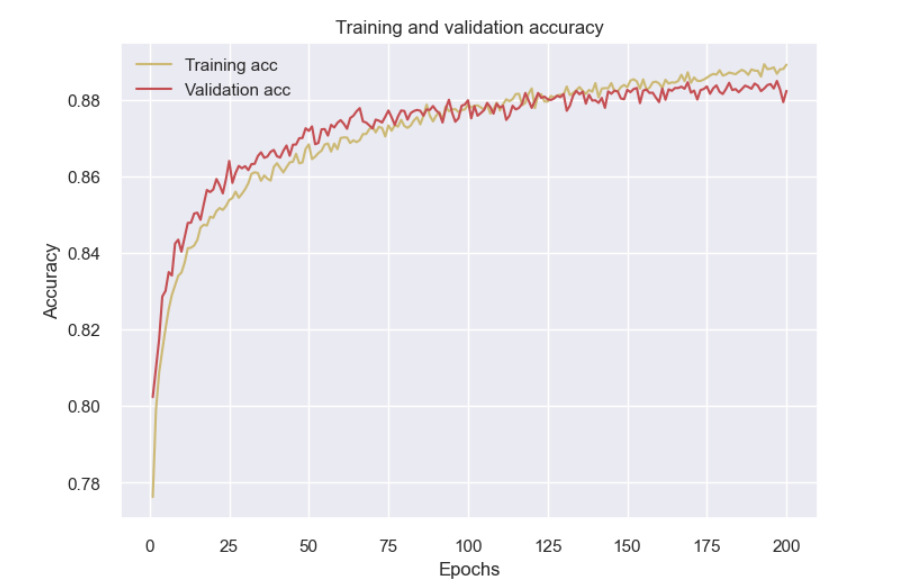 Training and validation accuracy
Training acc
Validation acc
0.88
0.86
0.84
0.82
0.80
0.78
Accuracy
0 25 50 75 100 125 150 175 200
Epochs